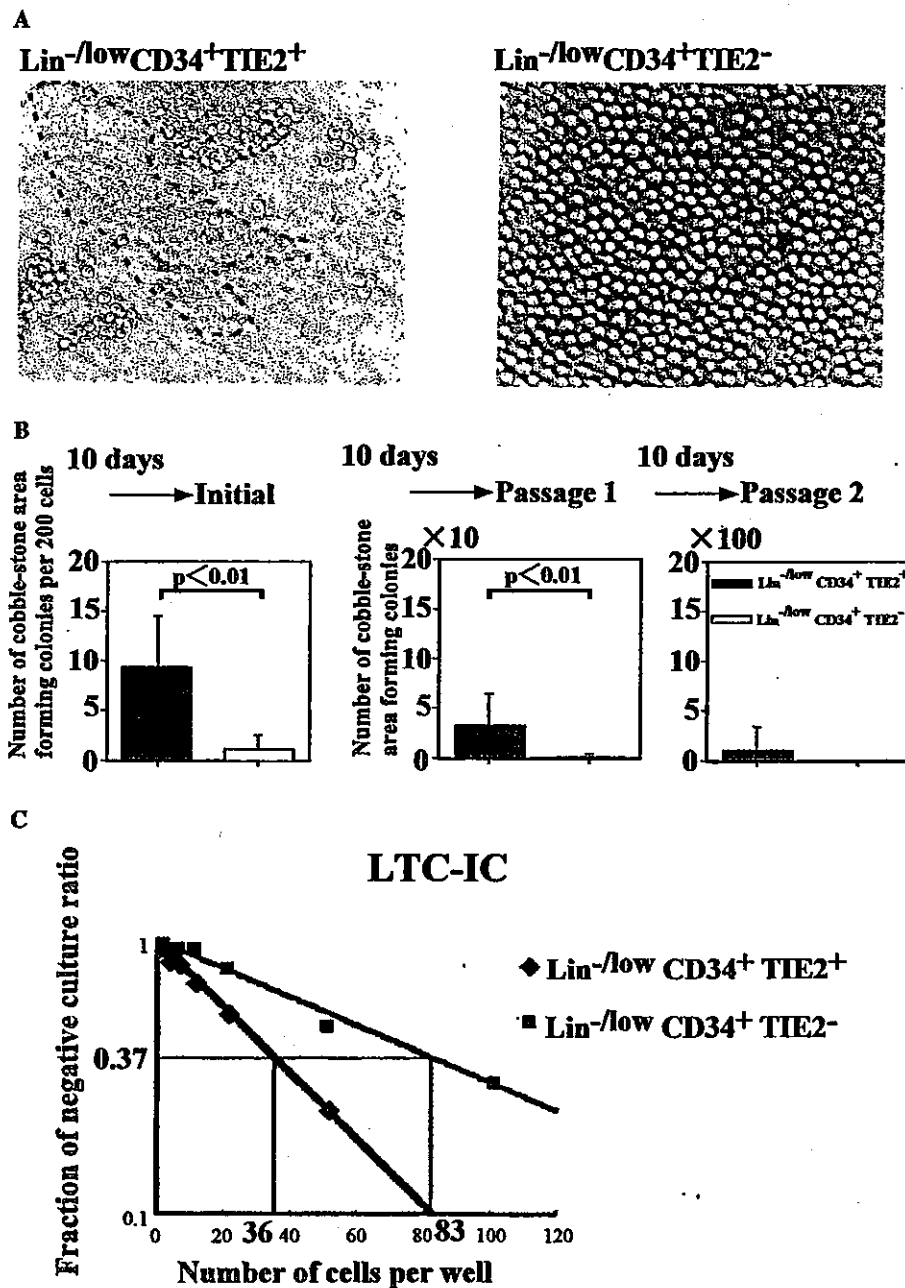 A
Lin-/lowCD34+TIE2+
Lin-/lowCD34+TIE2-
B
10 days
Initial
10 days
Passage 1
10 days
Passage 2
Number of cobble-stone area
forming colonies per 200 cells
20
15
10
5
0
p<0.01
Number of cobble-stone
area forming colonies
×10
20
15
10
5
0
p<0.01
×100
20
15
10
5
0
Lin-/low CD34+ TIE2+
Lin-/low CD34+ TIE2-
C
LTC-IC
Fraction of negative culture ratio
1
0.37
0.1
0
20
36
40
60
80
83
100
120
Number of cells per well
Lin-/low CD34+ TIE2+
Lin-/low CD34+ TIE2-